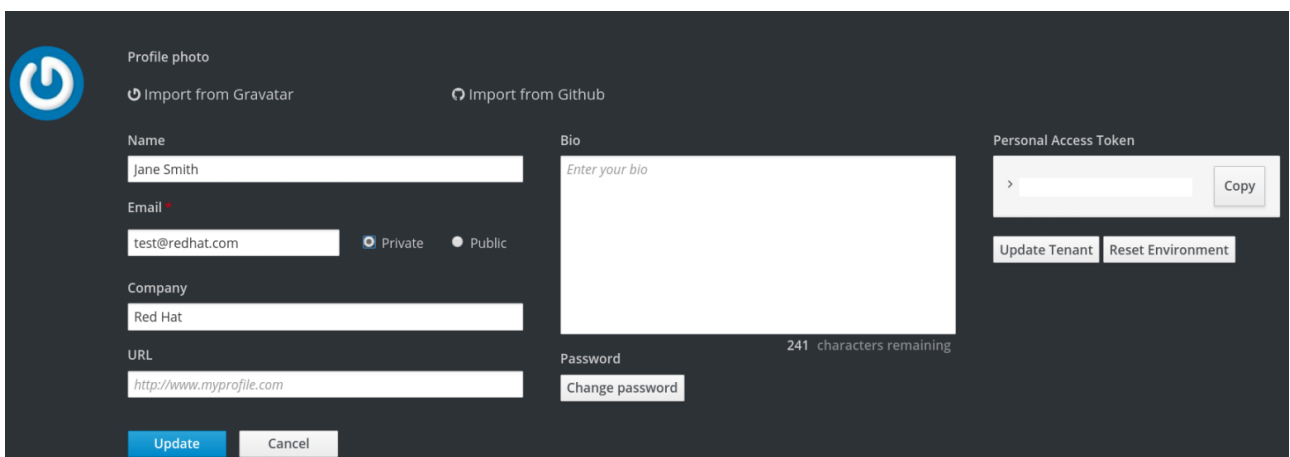 Profile photo
Import from Gravatar
Import from Github
Name
Jane Smith
Email *
test@redhat.com
Private
Public
Company
Red Hat
URL
http://www.myprofile.com
Update
Cancel
Bio
Enter your bio
241 characters remaining
Password
Change password
Personal Access Token
>
Copy
Update Tenant
Reset Environment